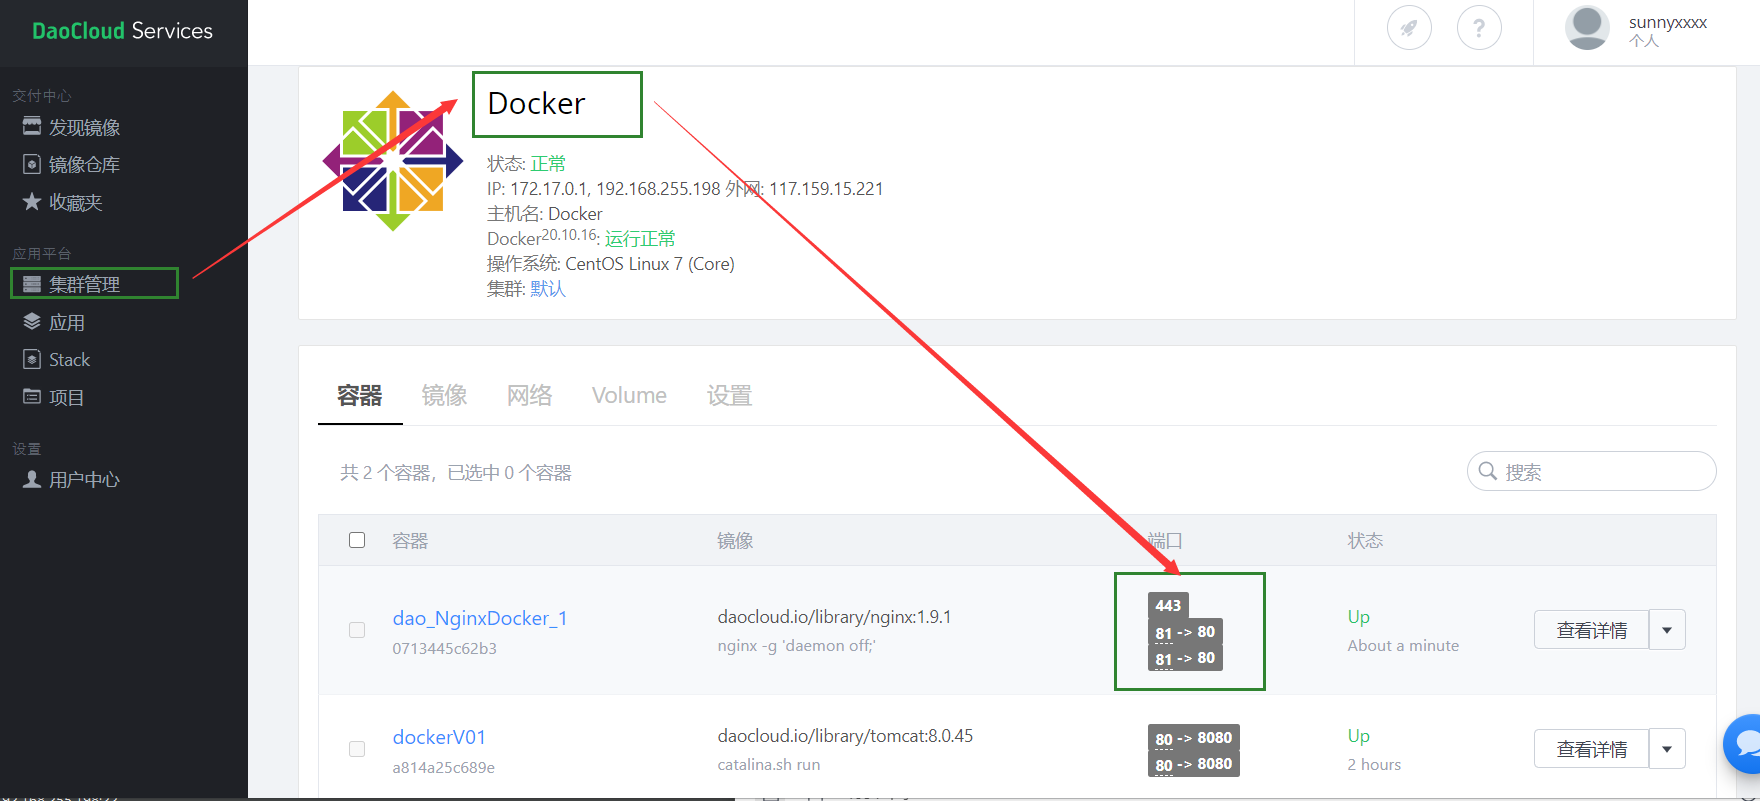 DaoCloud Services
sunnyxxxx
个人
交付中心
发现镜像
镜像仓库
收藏夹
应用平台
集群管理
应用
Stack
项目
设置
用户中心
Docker
状态: 正常
IP: 172.17.0.1, 192.168.255.198 外网: 117.159.15.221
主机名: Docker
Docker20.10.16: 运行正常
操作系统: CentOS Linux 7 (Core)
集群: 默认
容器 镜像 网络 Volume 设置
共 2 个容器，已选中 0 个容器
搜索
容器 镜像 端口 状态
dao_NginxDocker_1
0713445c62b3
daocloud.io/library/nginx:1.9.1
nginx -g 'daemon off;'
443
81 -> 80
81 -> 80
Up
About a minute
查看详情
dockerV01
a814a25c689e
daocloud.io/library/tomcat:8.0.45
catalina.sh run
80 -> 8080
80 -> 8080
Up
2 hours
查看详情